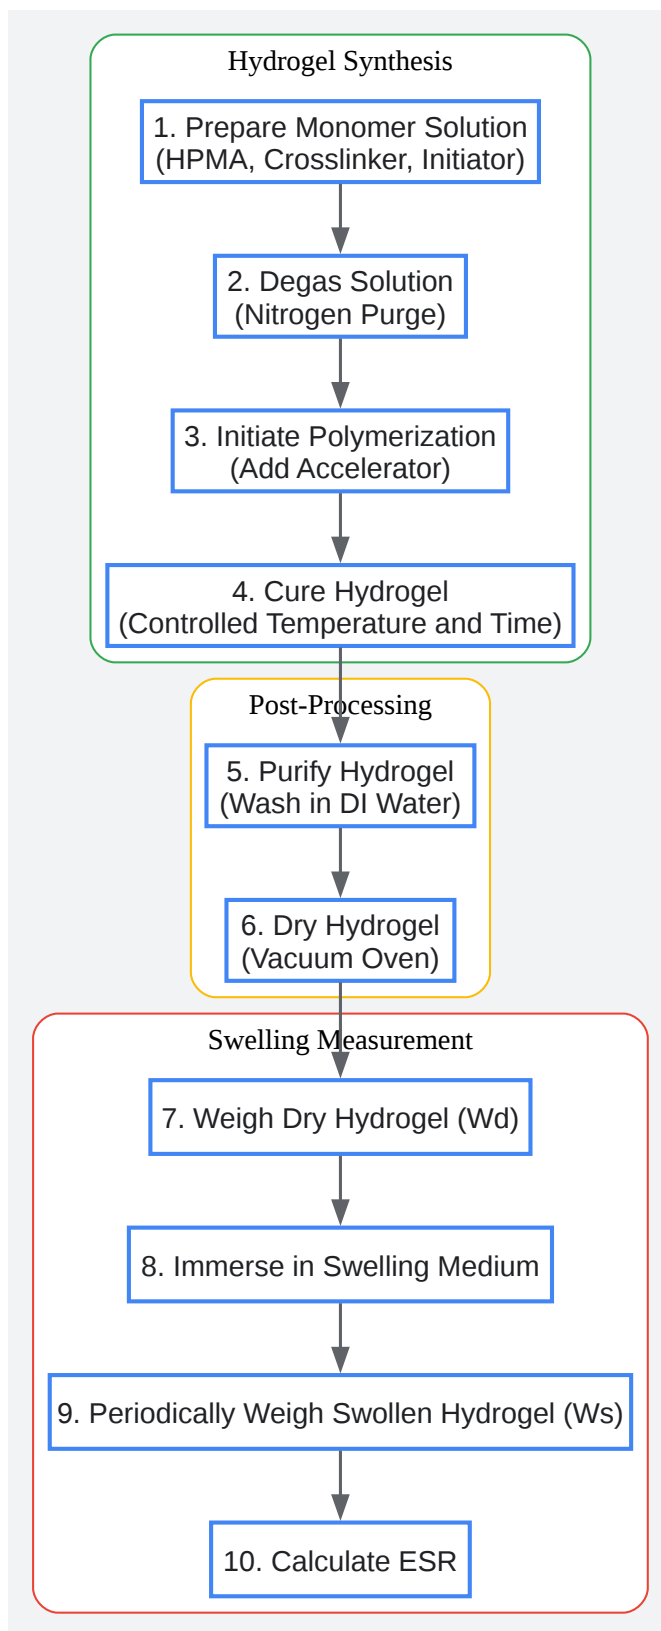 Hydrogel Synthesis
1. Prepare Monomer Solution
(HPMA, Crosslinker, Initiator)
2. Degas Solution
(Nitrogen Purge)
3. Initiate Polymerization
(Add Accelerator)
4. Cure Hydrogel
(Controlled Temperature and Time)
Post-Processing
5. Purify Hydrogel
(Wash in DI Water)
6. Dry Hydrogel
(Vacuum Oven)
Swelling Measurement
7. Weigh Dry Hydrogel (Wd)
8. Immerse in Swelling Medium
9. Periodically Weigh Swollen Hydrogel (Ws)
10. Calculate ESR